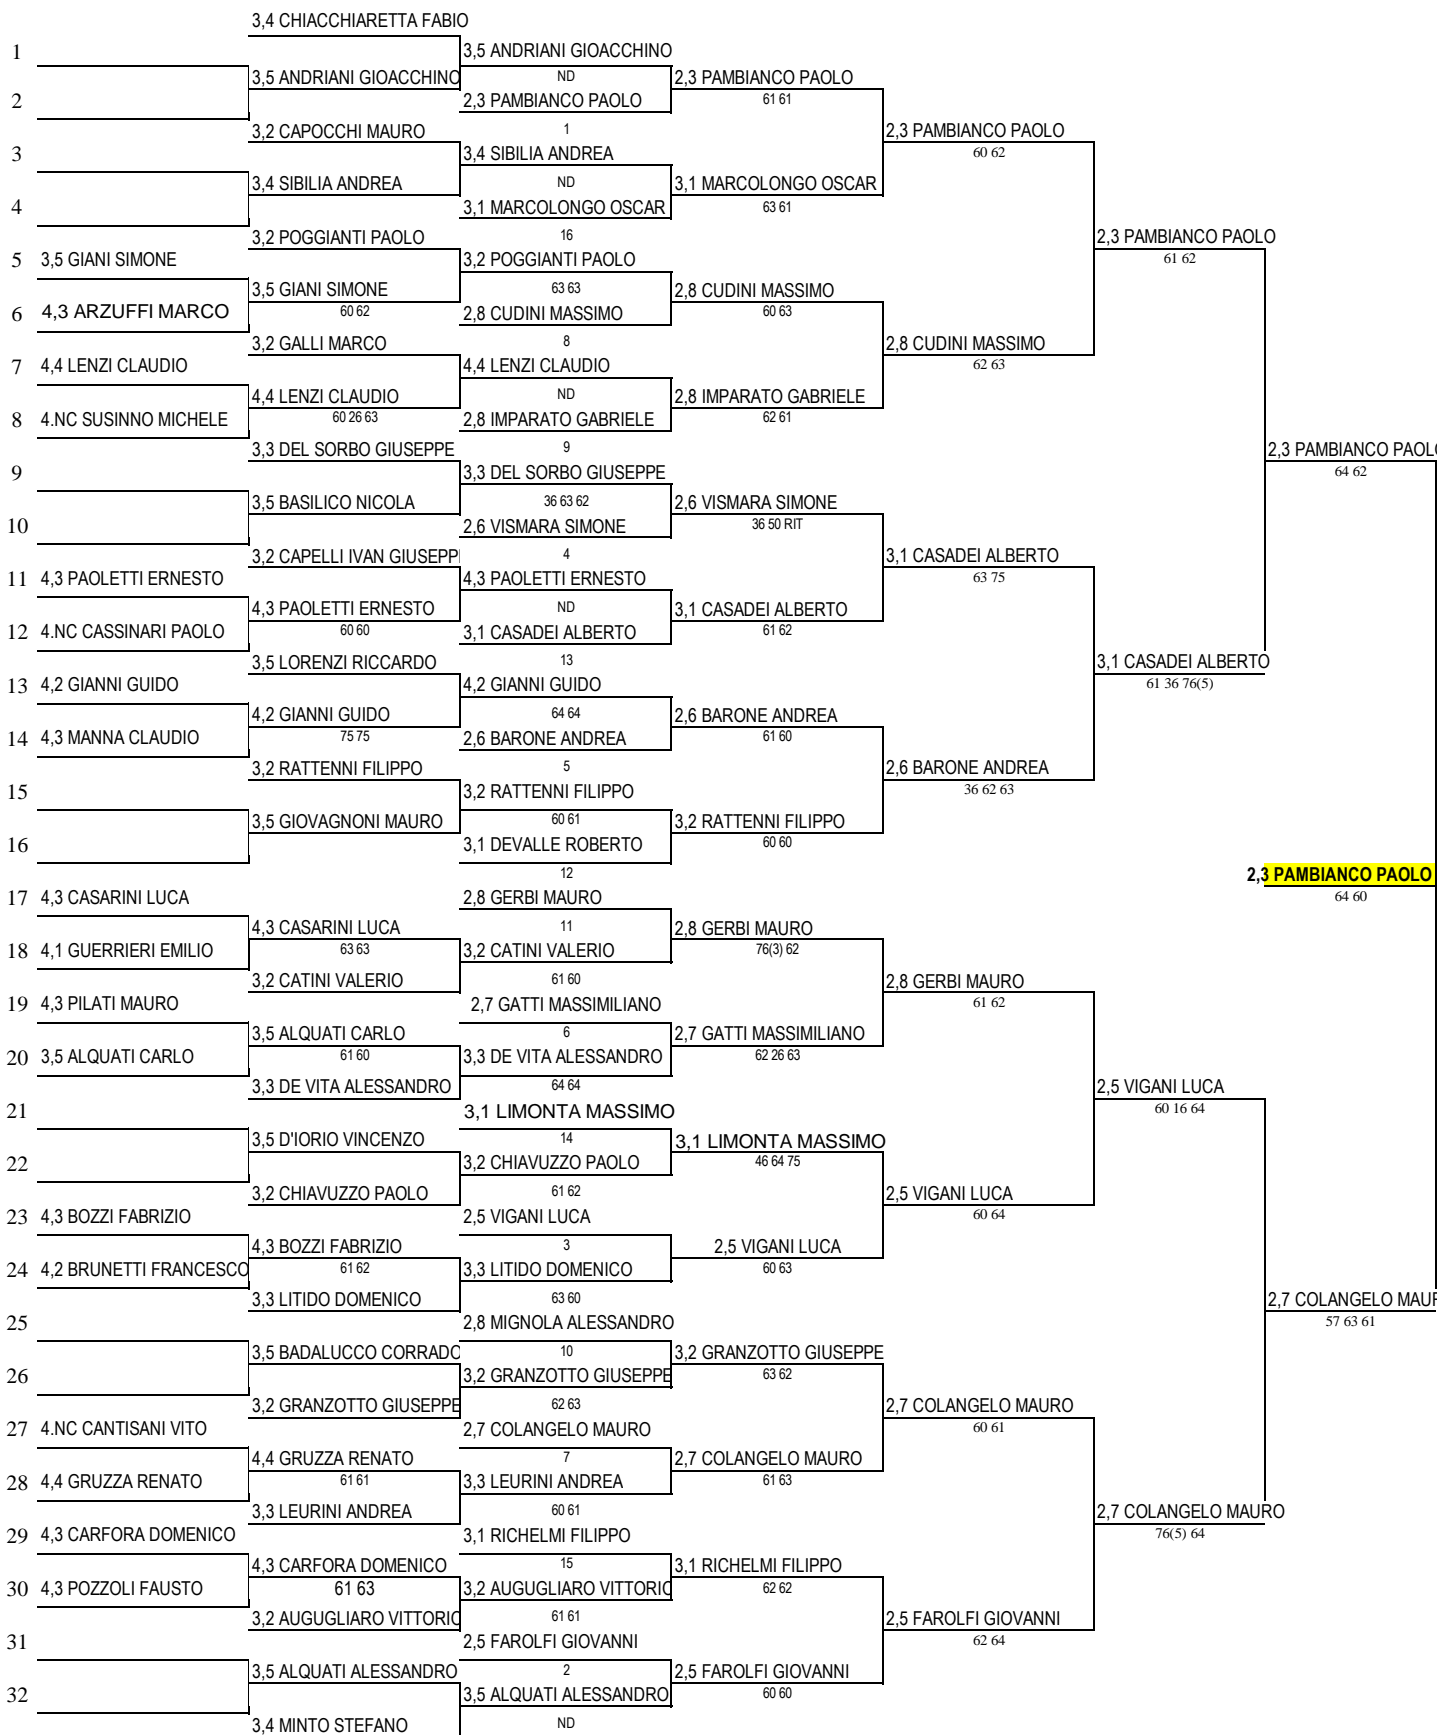 3,4 CHIACCHIARETTA FABIO
1
3,5 ANDRIANI GIOACCHINO
3,5 ANDRIANI GIOACCHINO
ND
2,3 PAMBIANCO PAOLO
2
2,3 PAMBIANCO PAOLO
61 61
3,2 CAPOCCHI MAURO
1
2,3 PAMBIANCO PAOLO
3
3,4 SIBILIA ANDREA
60 62
3,4 SIBILIA ANDREA
ND
3,1 MARCOLONGO OSCAR
4
3,1 MARCOLONGO OSCAR
63 61
3,2 POGGIANTI PAOLO
16
2,3 PAMBIANCO PAOLO
5 3,5 GIANI SIMONE
3,2 POGGIANTI PAOLO
61 62
3,5 GIANI SIMONE
63 63
2,8 CUDINI MASSIMO
6 4,3 ARZUFFI MARCO
60 62
2,8 CUDINI MASSIMO
60 63
3,2 GALLI MARCO
8
2,8 CUDINI MASSIMO
7 4,4 LENZI CLAUDIO
4,4 LENZI CLAUDIO
62 63
4,4 LENZI CLAUDIO
ND
2,8 IMPARATO GABRIELE
8 4.NC SUSINNO MICHELE
60 26 63
2,8 IMPARATO GABRIELE
62 61
3,3 DEL SORBO GIUSEPPE
9
2,3 PAMBIANCO PAOLO
9
3,3 DEL SORBO GIUSEPPE
64 62
3,5 BASILICO NICOLA
36 63 62
2,6 VISMARA SIMONE
10
2,6 VISMARA SIMONE
36 50 RIT
3,2 CAPELLI IVAN GIUSEPP
4
3,1 CASADEI ALBERTO
11 4,3 PAOLETTI ERNESTO
4,3 PAOLETTI ERNESTO
63 75
4,3 PAOLETTI ERNESTO
ND
3,1 CASADEI ALBERTO
12 4.NC CASSINARI PAOLO
60 60
3,1 CASADEI ALBERTO
61 62
3,5 LORENZI RICCARDO
13
3,1 CASADEI ALBERTO
13 4,2 GIANNI GUIDO
4,2 GIANNI GUIDO
61 36 76(5)
4,2 GIANNI GUIDO
64 64
2,6 BARONE ANDREA
14 4,3 MANNA CLAUDIO
75 75
2,6 BARONE ANDREA
61 60
3,2 RATTENNI FILIPPO
5
2,6 BARONE ANDREA
15
3,2 RATTENNI FILIPPO
36 62 63
3,5 GIOVAGNONI MAURO
60 61
3,2 RATTENNI FILIPPO
16
3,1 DEVALLE ROBERTO
60 60
12
2,3 PAMBIANCO PAOLO
17 4,3 CASARINI LUCA
2,8 GERBI MAURO
64 60
4,3 CASARINI LUCA
11
2,8 GERBI MAURO
18 4,1 GUERRIERI EMILIO
63 63
3,2 CATINI VALERIO
76(3) 62
3,2 CATINI VALERIO
61 60
2,8 GERBI MAURO
19 4,3 PILATI MAURO
2,7 GATTI MASSIMILIANO
61 62
3,5 ALQUATI CARLO
6
2,7 GATTI MASSIMILIANO
20 3,5 ALQUATI CARLO
61 60
3,3 DE VITA ALESSANDRO
62 26 63
3,3 DE VITA ALESSANDRO
64 64
2,5 VIGANI LUCA
21
3,1 LIMONTA MASSIMO
60 16 64
3,5 D'IORIO VINCENZO
14
3,1 LIMONTA MASSIMO
22
3,2 CHIAVUZZO PAOLO
46 64 75
3,2 CHIAVUZZO PAOLO
61 62
2,5 VIGANI LUCA
23 4,3 BOZZI FABRIZIO
2,5 VIGANI LUCA
60 64
4,3 BOZZI FABRIZIO
3
2,5 VIGANI LUCA
24 4,2 BRUNETTI FRANCESCO
61 62
3,3 LITIDO DOMENICO
60 63
3,3 LITIDO DOMENICO
63 60
2,7 COLANGELO MAUR
25
2,8 MIGNOLA ALESSANDRO
57 63 61
3,5 BADALUCCO CORRADO
10
3,2 GRANZOTTO GIUSEPPE
26
3,2 GRANZOTTO GIUSEPPE
63 62
3,2 GRANZOTTO GIUSEPPE
62 63
2,7 COLANGELO MAURO
27 4.NC CANTISANI VITO
2,7 COLANGELO MAURO
60 61
4,4 GRUZZA RENATO
7
2,7 COLANGELO MAURO
28 4,4 GRUZZA RENATO
61 61
3,3 LEURINI ANDREA
61 63
3,3 LEURINI ANDREA
60 61
2,7 COLANGELO MAURO
29 4,3 CARFORA DOMENICO
3,1 RICHELMI FILIPPO
76(5) 64
4,3 CARFORA DOMENICO
15
3,1 RICHELMI FILIPPO
30 4,3 POZZOLI FAUSTO
61 63
3,2 AUGUGLIARO VITTORIO
62 62
3,2 AUGUGLIARO VITTORIO
61 61
2,5 FAROLFI GIOVANNI
31
2,5 FAROLFI GIOVANNI
62 64
3,5 ALQUATI ALESSANDRO
2
2,5 FAROLFI GIOVANNI
32
3,5 ALQUATI ALESSANDRO
60 60
3,4 MINTO STEFANO
ND